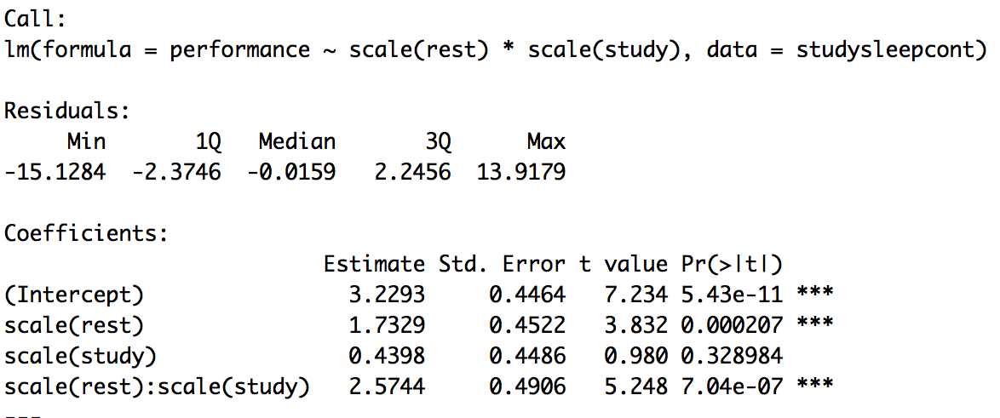 Call:
lm(formula = performance ~ scale(rest) * scale(study), data = studysleepcont)
Residuals:
Min 1Q Median 3Q Max
-15.1284 -2.3746 -0.0159 2.2456 13.9179
Coefficients:
Estimate Std. Error t value Pr(>|t|)
(Intercept) 3.2293 0.4464 7.234 5.43e-11 ***
scale(rest) 1.7329 0.4522 3.832 0.000207 ***
scale(study) 0.4398 0.4486 0.980 0.328984
scale(rest):scale(study) 2.5744 0.4906 5.248 7.04e-07 ***
---